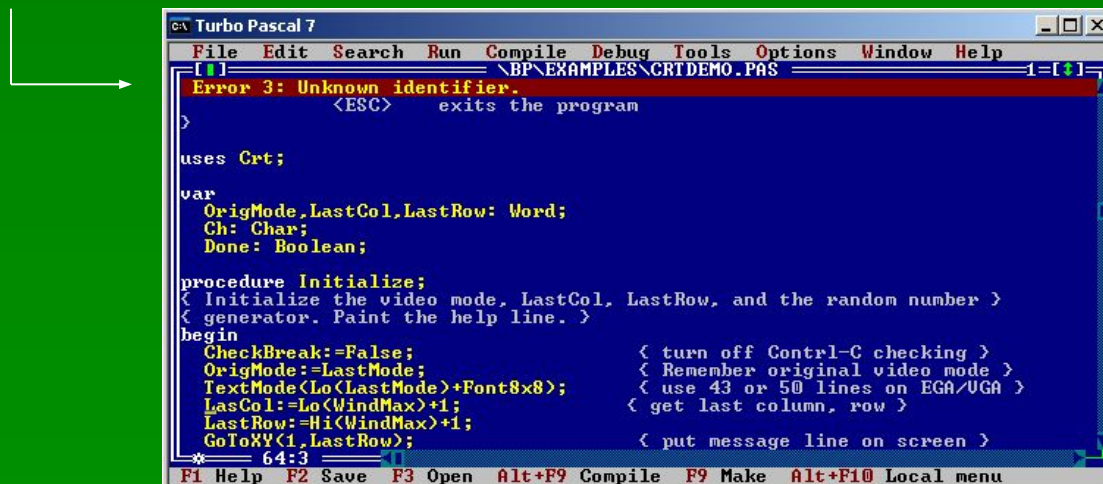 Turbo Pascal 7
File Edit Search Run Compile Debug Tools Options Window Help
\BP\EXAMPLES\CRTDEMO.PAS 1
Error 3: Unknown identifier.
<ESC> exits the program
}
uses Crt;
var
OrigMode,LastCol,LastRow: Word;
Ch: Char;
Done: Boolean;
procedure Initialize;
{ Initialize the video mode, LastCol, LastRow, and the random number }
{ generator. Paint the help line. }
begin
CheckBreak:=False; { turn off Contrl-C checking }
OrigMode:=LastMode; { Remember original video mode }
TextMode(Lo(LastMode)+Font8x8); { use 43 or 50 lines on EGA/VGA }
LasCol:=Lo(WindMax)+1; { get last column, row }
LastRow:=Hi(WindMax)+1;
GoToXY(1,LastRow); { put message line on screen }
64:3
F1 Help F2 Save F3 Open Alt+F9 Compile F9 Make Alt+F10 Local menu